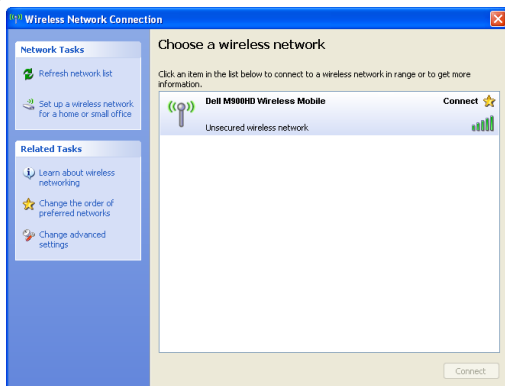 Wireless Network Connection
Network Tasks
Refresh network list
Set up a wireless network
for a home or small office
Related Tasks
Learn about wireless
networking
Change the order of
preferred networks
Change advanced
settings
Choose a wireless network
Click an item in the list below to connect to a wireless network in range or to get more
information.
Dell M900HD Wireless Mobile
Connect
Unsecured wireless network
Connect